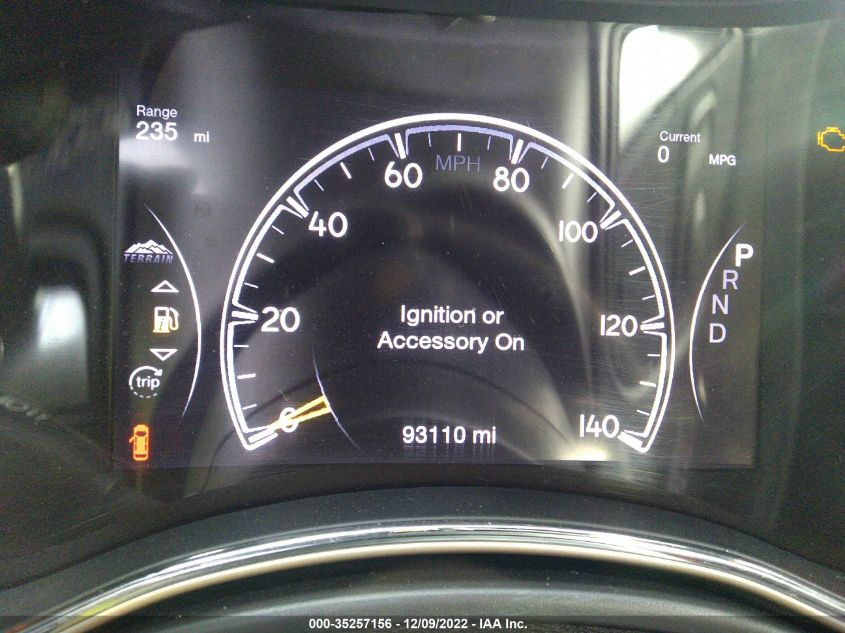 Range
235 mi
Current
0 MPG
MPH
0
20
40
60
80
100
120
140
TERRAIN
trip
P
R
N
D
Ignition or
Accessory On
93110 mi
000-35257156 - 12/09/2022 - IAA Inc.